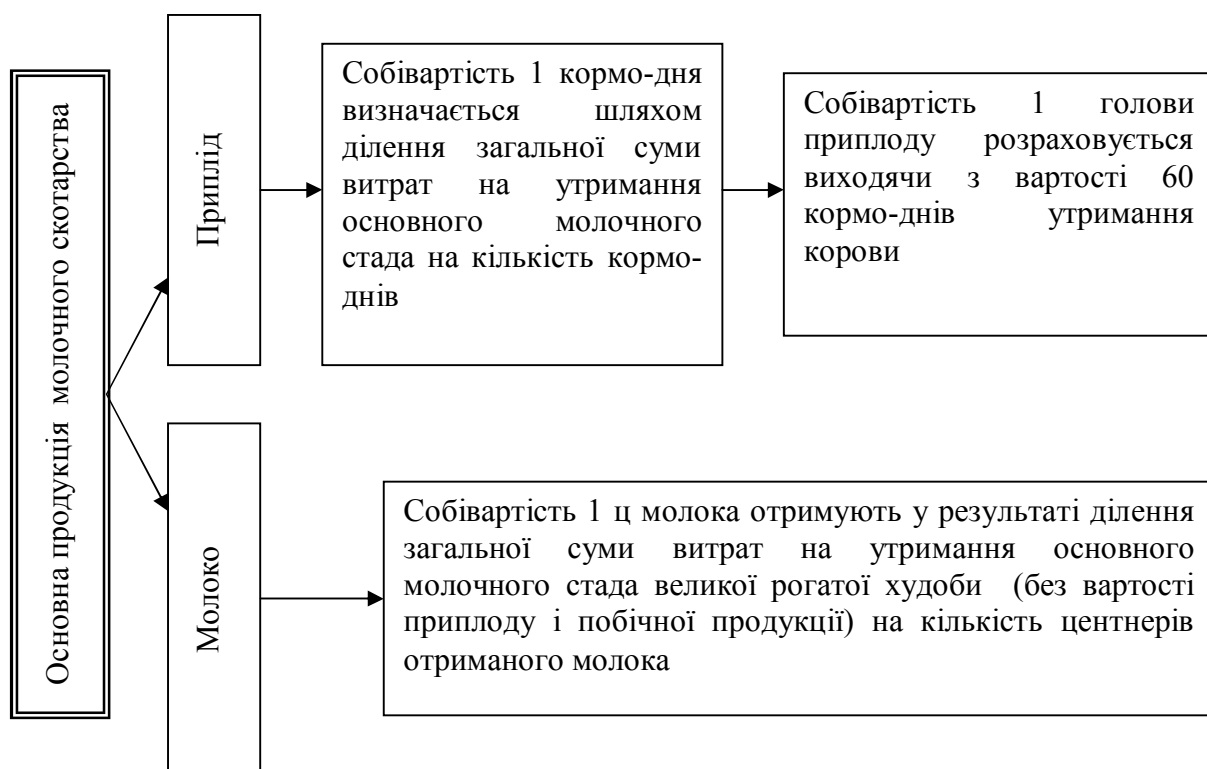 Основна продукція молочного скотарства
Приплід
Собівартість 1 кормо-дня
визначається шляхом
ділення загальної суми
витрат на утримання
основного молочного
стада на кількість кормо-
днів
Собівартість 1 голови
приплоду розраховується
виходячи з вартості 60
кормо-днів утримання
корови
Молоко
Собівартість 1 ц молока отримують у результаті ділення
загальної суми витрат на утримання основного
молочного стада великої рогатої худоби (без вартості
приплоду і побічної продукції) на кількість центнерів
отриманого молока